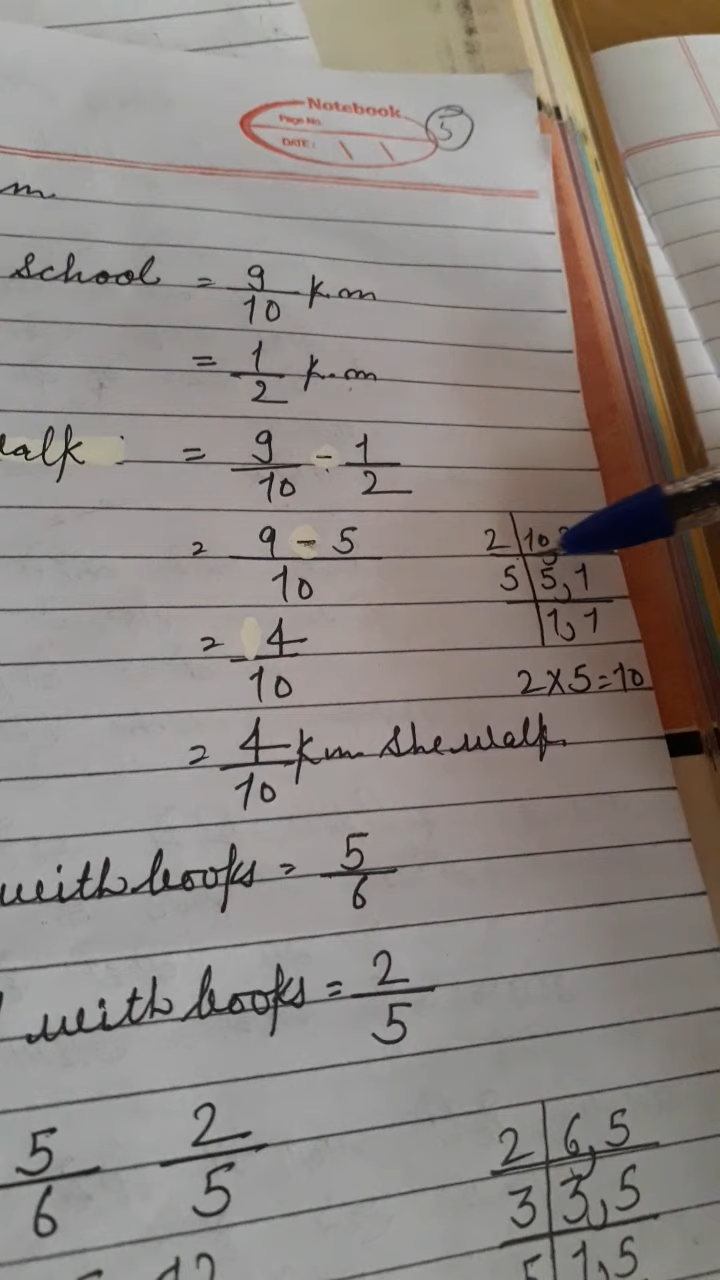 Notebook
Page No.
DATE: \ \
5
m
School = 9/10 km
= 1/2 k.m
alk = 9/10 - 1/2
= 9 - 5/10
2 | 10
5 | 5, 1
1, 1
= 4/10
2 × 5 = 10
= 4/10 km she walk.
with books = 5/6
with books = 2/5
5/6 2/5
2 | 6, 5
3 | 3, 5
5 | 1, 5